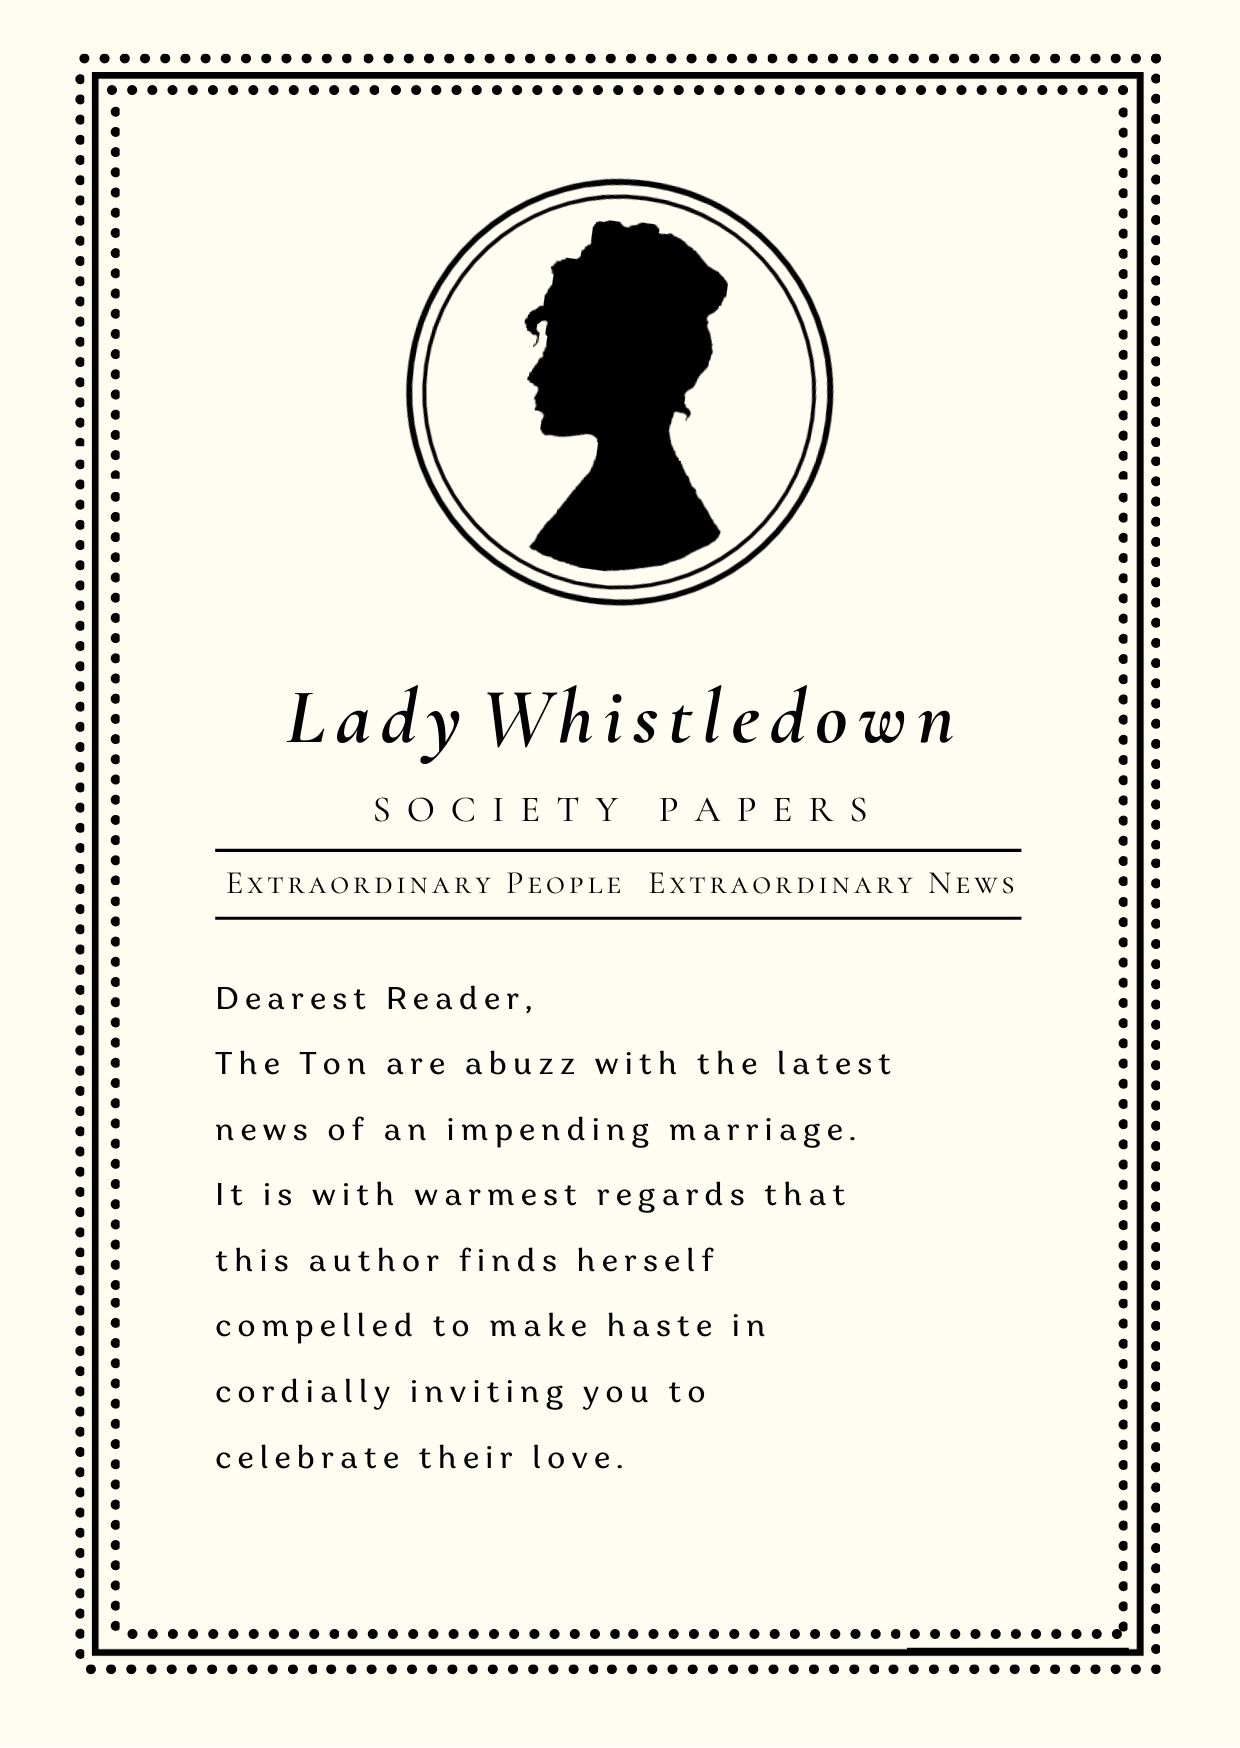 Lady Whistledown
SOCIETY PAPERS
EXTRAORDINARY PEOPLE EXTRAORDINARY NEWS
Dearest Reader,
The Ton are abuzz with the latest
news of an impending marriage.
It is with warmest regards that
this author finds herself
compelled to make haste in
cordially inviting you to
celebrate their love.